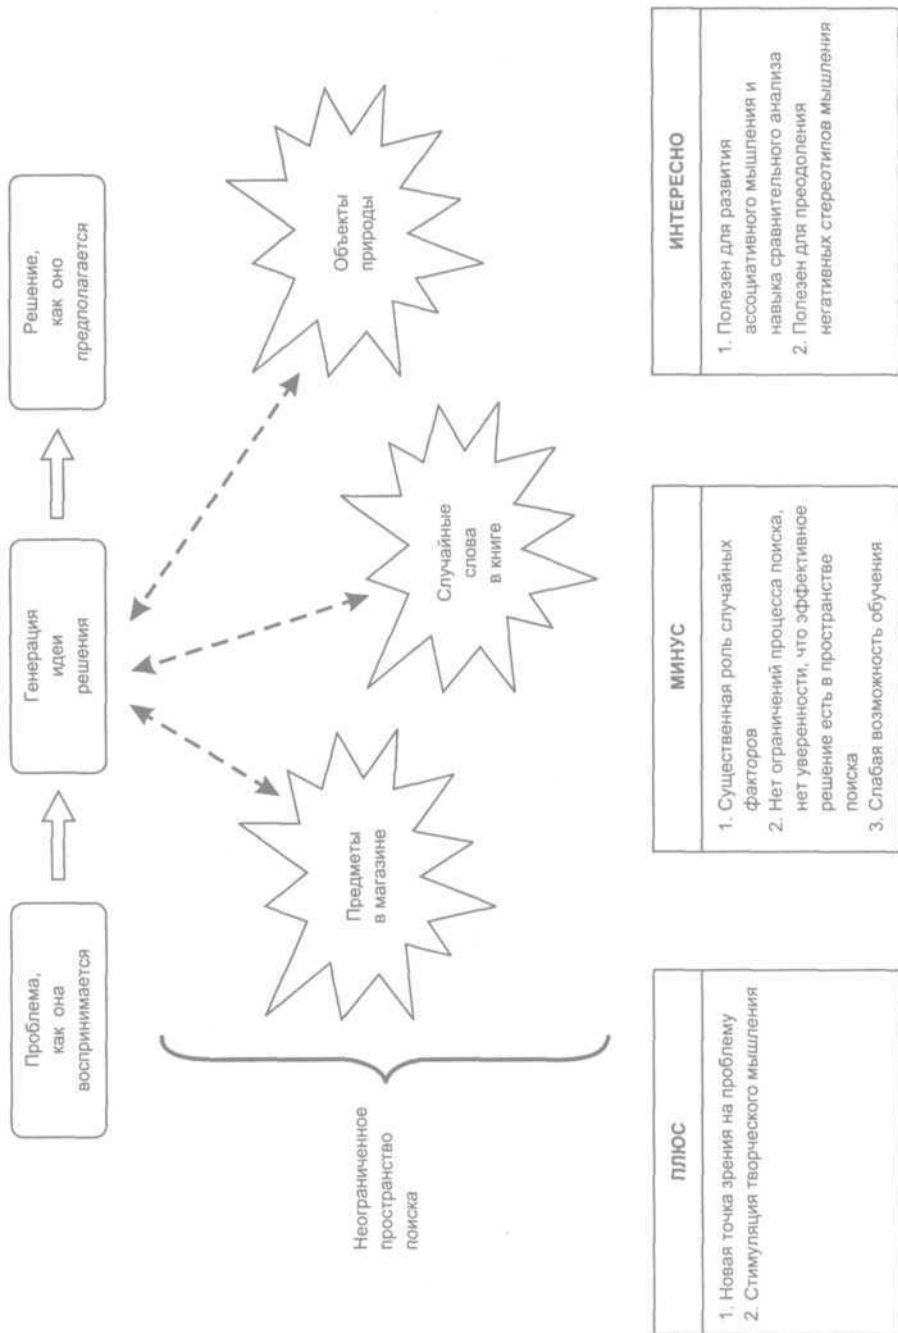 Проблема,
как она
воспринимается
Генерация
идеи
решения
Решение,
как оно
предполагается
Неограниченное
пространство
поиска
Предметы
в магазине
Случайные
слова
в книге
Объекты
природы
ПЛЮС
1. Новая точка зрения на проблему
2. Стимуляция творческого мышления
МИНУС
1. Существенная роль случайных
факторов
2. Нет ограничений процесса поиска,
нет уверенности, что эффективное
решение есть в пространстве
поиска
3. Слабая возможность обучения
ИНТЕРЕСНО
1. Полезен для развития
ассоциативного мышления и
навыка сравнительного анализа
2. Полезен для преодоления
негативных стереотипов мышления